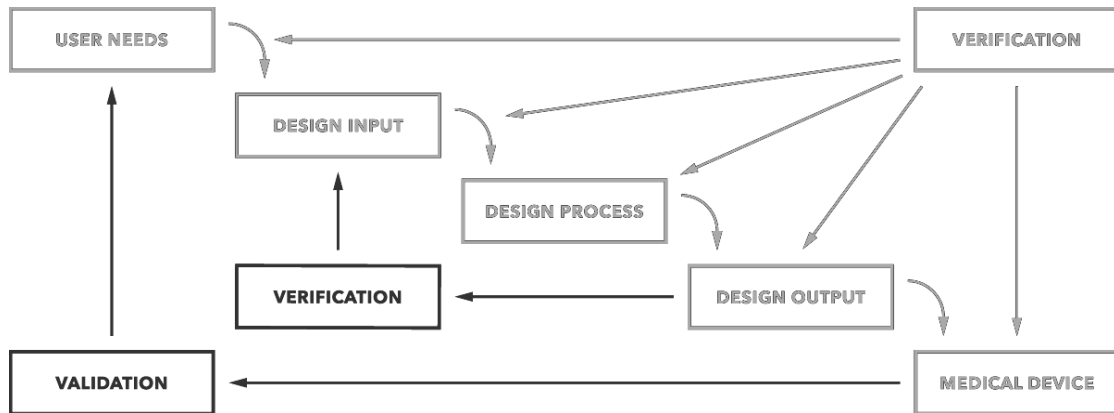 USER NEEDS
VERIFICATION
DESIGN INPUT
DESIGN PROCESS
VERIFICATION
DESIGN OUTPUT
VALIDATION
MEDICAL DEVICE